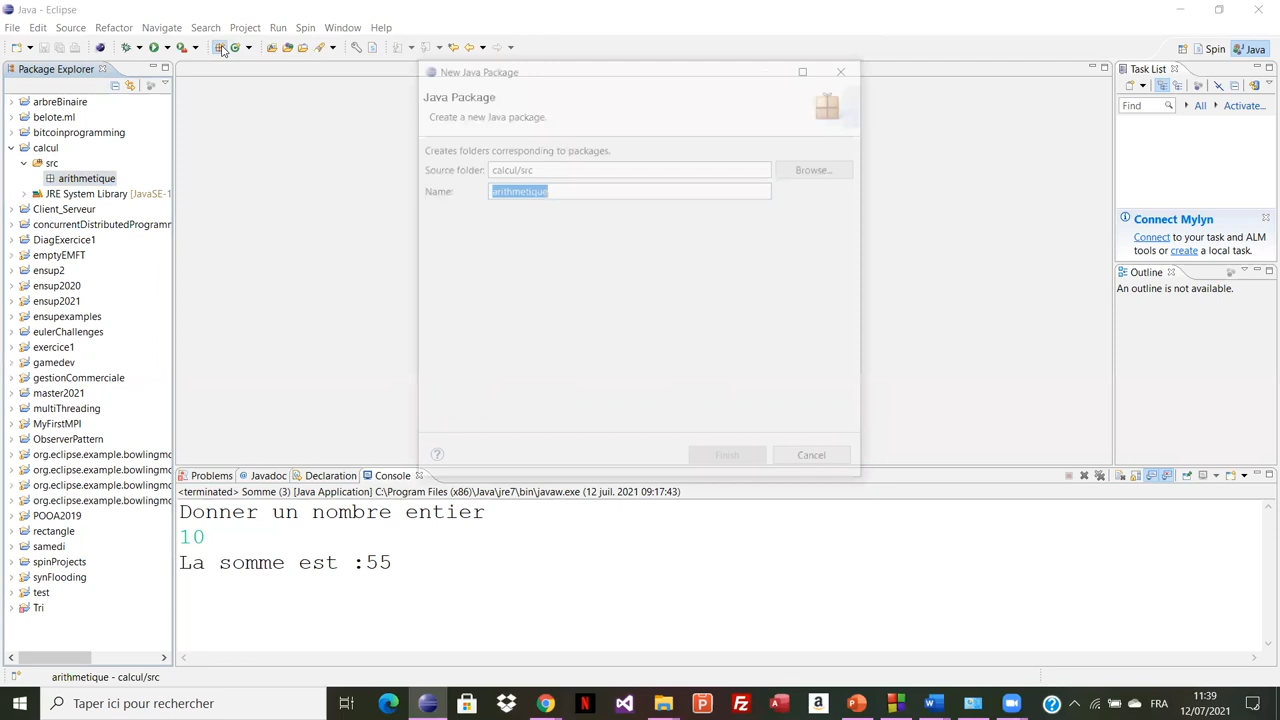 Java - Eclipse
File Edit Source Refactor Navigate Search Project Run Spin Window Help
Spin Java
Package Explorer
arbreBinaire
belote.ml
bitcoinprogramming
calcul
src
arithmetique
JRE System Library [JavaSE-1
Client_Serveur
concurrentDistributedProgramm
DiagExercice1
emptyEMFT
ensup2
ensup2020
ensup2021
ensupexamples
eulerChallenges
exercice1
gamedev
gestionCommerciale
master2021
multiThreading
MyFirstMPI
ObserverPattern
org.eclipse.example.bowlingmo
org.eclipse.example.bowlingmo
org.eclipse.example.bowlingmo
org.eclipse.example.bowlingmo
POOA2019
rectangle
samedi
spinProjects
synFlooding
test
Tri
New Java Package
Java Package
Create a new Java package.
Creates folders corresponding to packages.
Source folder: calcul/src Browse...
Name: arithmetique
Finish Cancel
Task List
Find All Activate...
Connect Mylyn
Connect to your task and ALM
tools or create a local task.
Outline
An outline is not available.
Problems @ Javadoc Declaration Console
<terminated> Somme (3) [Java Application] C:\Program Files (x86)\Java\jre7\bin\javaw.exe (12 juil. 2021 09:17:43)
Donner un nombre entier
10
La somme est :55
arithmetique - calcul/src
Taper ici pour rechercher
FRA
11:39
12/07/2021